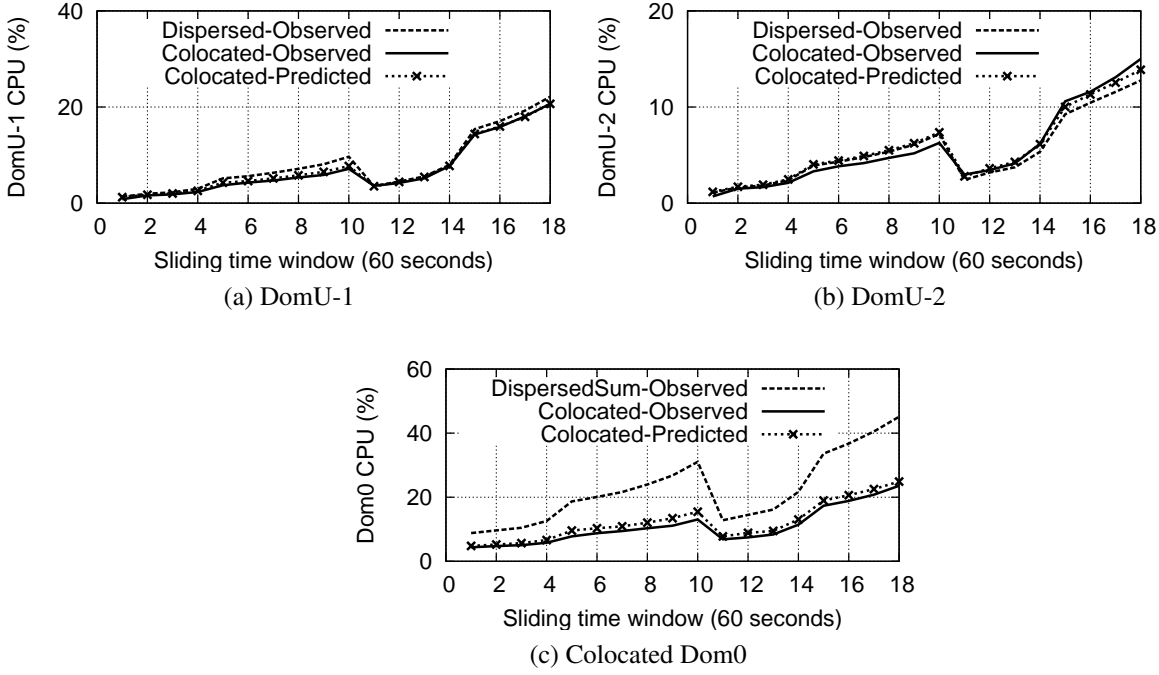 DomU-1 CPU (%)
40
20
0
Dispersed-Observed
Colocated-Observed
Colocated-Predicted
0 2 4 6 8 10 12 14 16 18
Sliding time window (60 seconds)
(a) DomU-1
DomU-2 CPU (%)
20
10
0
Dispersed-Observed
Colocated-Observed
Colocated-Predicted
0 2 4 6 8 10 12 14 16 18
Sliding time window (60 seconds)
(b) DomU-2
Dom0 CPU (%)
60
40
20
0
DispersedSum-Observed
Colocated-Observed
Colocated-Predicted
0 2 4 6 8 10 12 14 16 18
Sliding time window (60 seconds)
(c) Colocated Dom0